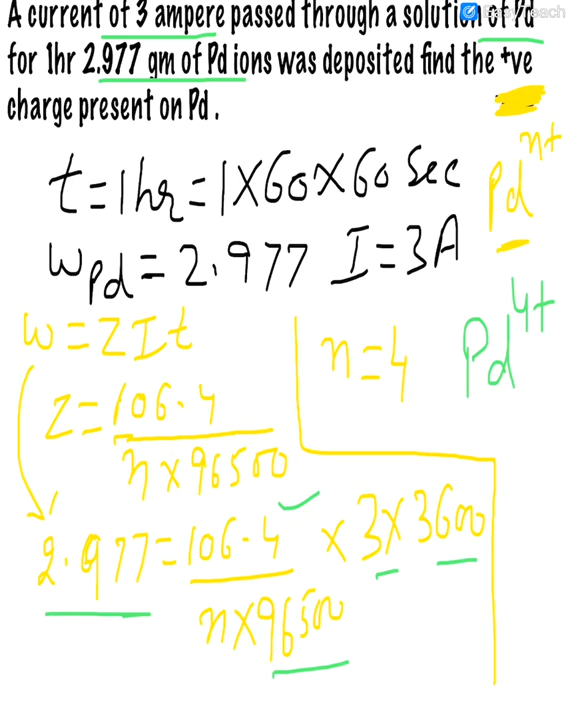 A current of 3 ampere passed through a solution of Pd
for 1hr 2.977 gm of Pd ions was deposited find the +ve
charge present on Pd.
t=1hr=1×60×60 Sec
Pd^n+
W_Pd=2.977 I=3A
w=ZIt
n=4
Pd^4+
Z=106.4
n×96500
2.977=106.4 ×3×3600
n×96500